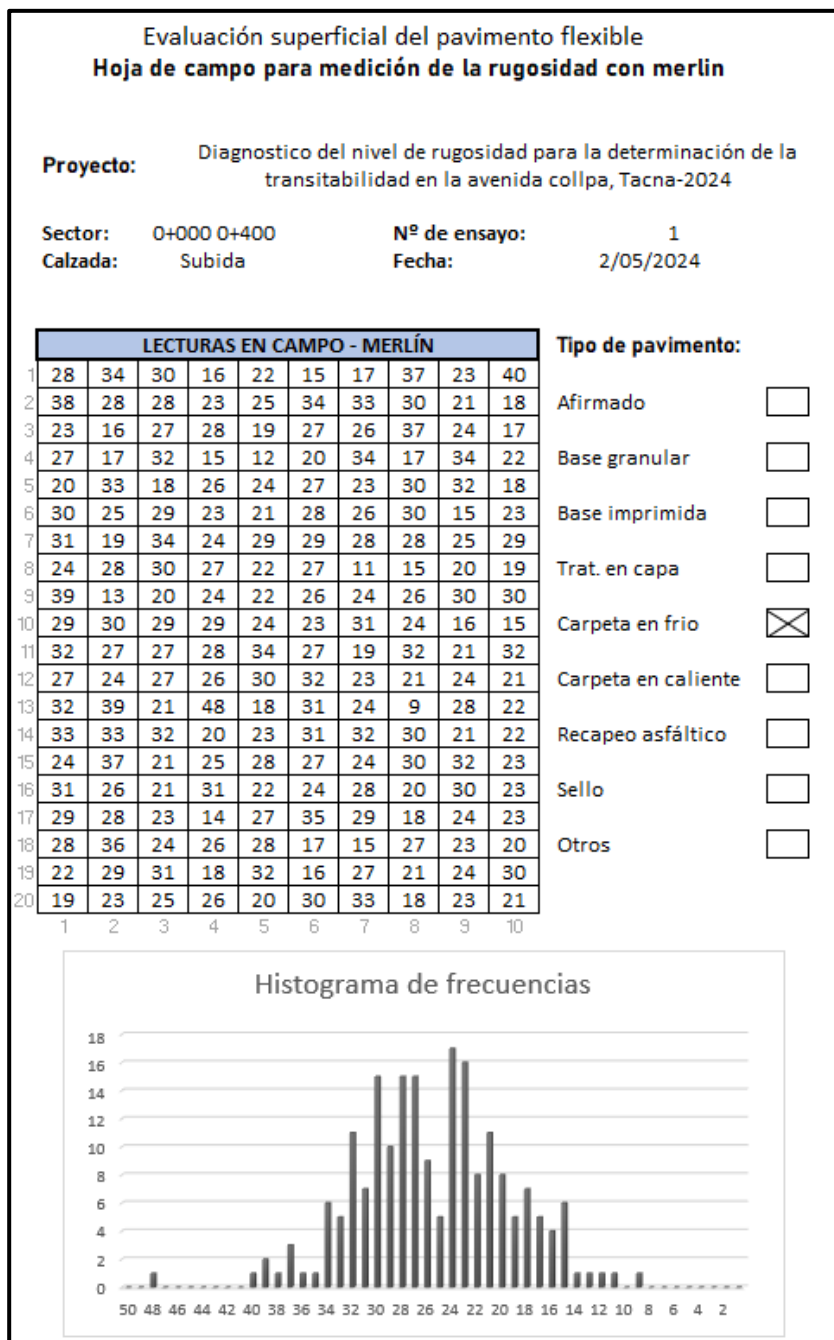 Evaluación superficial del pavimento flexible
Hoja de campo para medición de la rugosidad con merlin
Proyecto: Diagnostico del nivel de rugosidad para la determinación de la
transitabilidad en la avenida collpa, Tacna-2024
Sector: 0+000 0+400 Nº de ensayo: 1
Calzada: Subida Fecha: 2/05/2024
LECTURAS EN CAMPO - MERLÍN
1 28 34 30 16 22 15 17 37 23 40
2 38 28 28 23 25 34 33 30 21 18
3 23 16 27 28 19 27 26 37 24 17
4 27 17 32 15 12 20 34 17 34 22
5 20 33 18 26 24 27 23 30 32 18
6 30 25 29 23 21 28 26 30 15 23
7 31 19 34 24 29 29 28 28 25 29
8 24 28 30 27 22 27 11 15 20 19
9 39 13 20 24 22 26 24 26 30 30
10 29 30 29 29 24 23 31 24 16 15
11 32 27 27 28 34 27 19 32 21 32
12 27 24 27 26 30 32 23 21 24 21
13 32 39 21 48 18 31 24 9 28 22
14 33 33 32 20 23 31 32 30 21 22
15 24 37 21 25 28 27 24 30 32 23
16 31 26 21 31 22 24 28 20 30 23
17 29 28 23 14 27 35 29 18 24 23
18 28 36 24 26 28 17 15 27 23 20
19 22 29 31 18 32 16 27 21 24 30
20 19 23 25 26 20 30 33 18 23 21
1 2 3 4 5 6 7 8 9 10
Tipo de pavimento:
Afirmado
Base granular
Base imprimida
Trat. en capa
Carpeta en frio
Carpeta en caliente
Recapeo asfáltico
Sello
Otros
Histograma de frecuencias
18
16
14
12
10
8
6
4
2
0
50 48 46 44 42 40 38 36 34 32 30 28 26 24 22 20 18 16 14 12 10 8 6 4 2